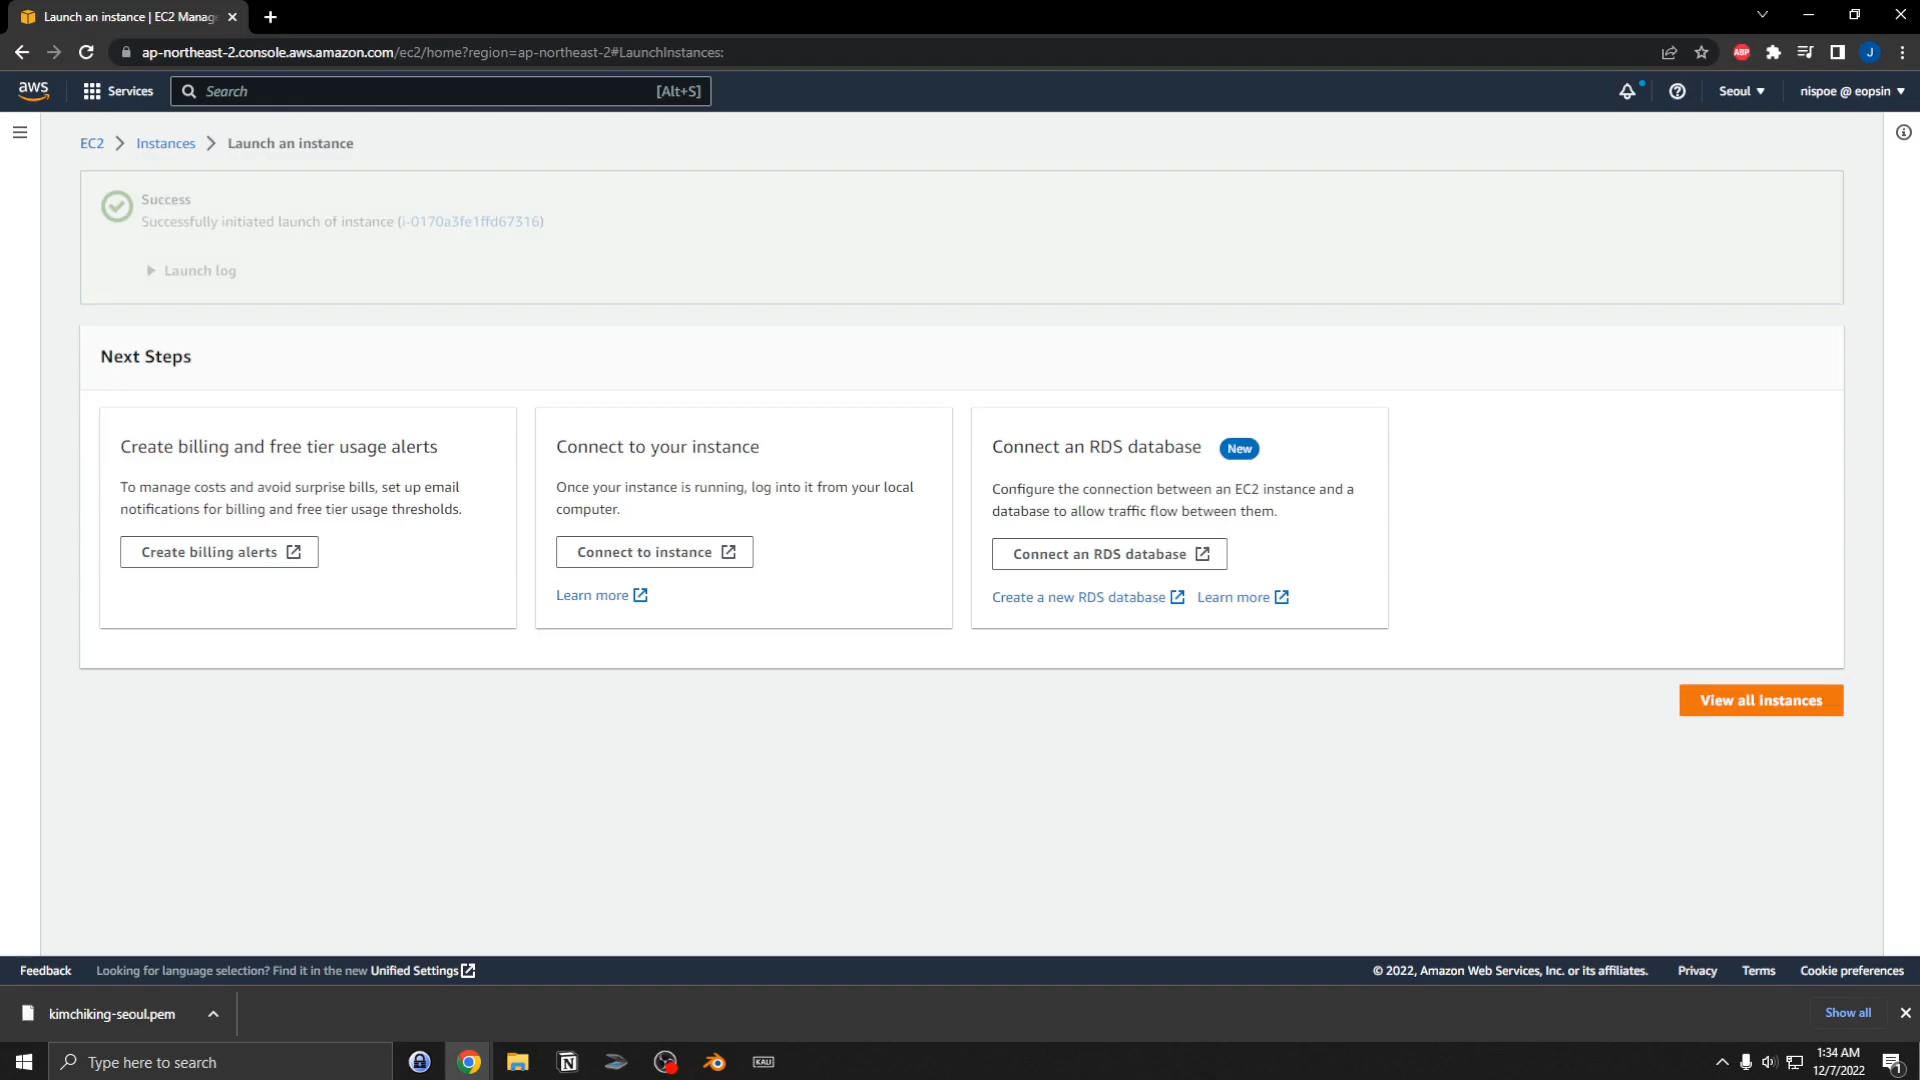 Launch an instance | EC2 Manag
ap-northeast-2.console.aws.amazon.com/ec2/home?region=ap-northeast-2#LaunchInstances:
ABP
J
aws
Services
Search
[Alt+S]
Seoul
nispoe @ eopsin
EC2
Instances
Launch an instance
Success
Successfully initiated launch of instance (i-0170a3fe1ffd67316)
Launch log
Next Steps
Create billing and free tier usage alerts
To manage costs and avoid surprise bills, set up email
notifications for billing and free tier usage thresholds.
Create billing alerts
Connect to your instance
Once your instance is running, log into it from your local
computer.
Connect to instance
Learn more
Connect an RDS database
New
Configure the connection between an EC2 instance and a
database to allow traffic flow between them.
Connect an RDS database
Create a new RDS database
Learn more
View all instances
Feedback
Looking for language selection? Find it in the new Unified Settings
© 2022, Amazon Web Services, Inc. or its affiliates.
Privacy
Terms
Cookie preferences
kimchiking-seoul.pem
Show all
Type here to search
KALI
1:34 AM
12/7/2022
1